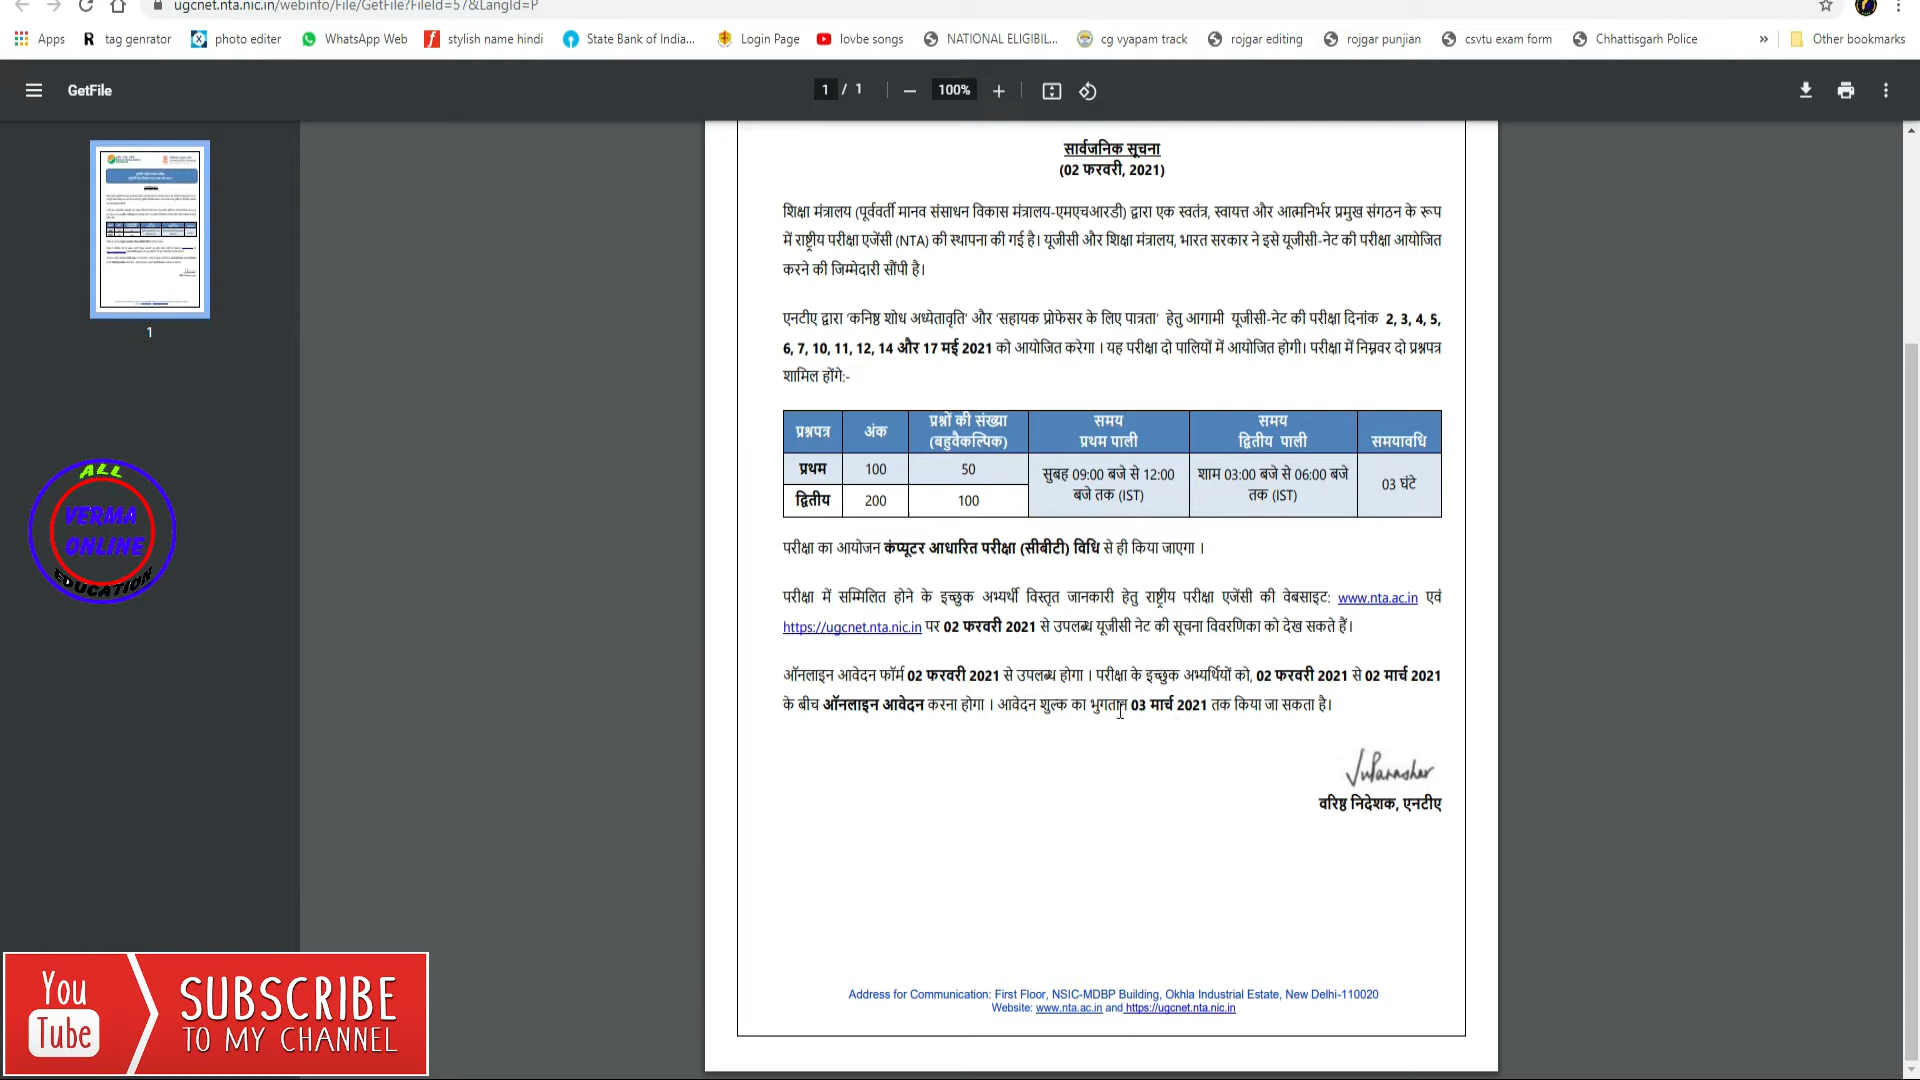 ugcnet.nta.nic.in/webinfo/File/GetFile?FileId=57&LangId=P
Apps R tag genrator photo editer WhatsApp Web f stylish name hindi State Bank of India... Login Page lovbe songs NATIONAL ELIGIBIL... cg vyapam track rojgar editing rojgar punjian csvtu exam form Chhattisgarh Police » Other bookmarks
GetFile 1 / 1 100%
सार्वजनिक सूचना
(02 फरवरी, 2021)
शिक्षा मंत्रालय (पूर्ववर्ती मानव संसाधन विकास मंत्रालय-एमएचआरडी) द्वारा एक स्वतंत्र, स्वायत्त और आत्मनिर्भर प्रमुख संगठन के रूप
में राष्ट्रीय परीक्षा एजेंसी (NTA) की स्थापना की गई है। यूजीसी और शिक्षा मंत्रालय, भारत सरकार ने इसे यूजीसी-नेट की परीक्षा आयोजित
करने की जिम्मेदारी सौंपी है।
एनटीए द्वारा 'कनिष्ठ शोध अध्येतावृति' और 'सहायक प्रोफेसर के लिए पात्रता' हेतु आगामी यूजीसी-नेट की परीक्षा दिनांक 2, 3, 4, 5,
6, 7, 10, 11, 12, 14 और 17 मई 2021 को आयोजित करेगा । यह परीक्षा दो पालियों में आयोजित होगी। परीक्षा में निम्नवर दो प्रश्नपत्र
शामिल होंगे:-
प्रश्नपत्र अंक प्रश्नों की संख्या (बहुवैकल्पिक) समय प्रथम पाली समय द्वितीय पाली समयावधि
प्रथम 100 50 सुबह 09:00 बजे से 12:00 बजे तक (IST) शाम 03:00 बजे से 06:00 बजे तक (IST) 03 घंटे
द्वितीय 200 100
परीक्षा का आयोजन कंप्यूटर आधारित परीक्षा (सीबीटी) विधि से ही किया जाएगा ।
परीक्षा में सम्मिलित होने के इच्छुक अभ्यर्थी विस्तृत जानकारी हेतु राष्ट्रीय परीक्षा एजेंसी की वेबसाइट: www.nta.ac.in एवं
https://ugcnet.nta.nic.in पर 02 फरवरी 2021 से उपलब्ध यूजीसी नेट की सूचना विवरणिका को देख सकते हैं।
ऑनलाइन आवेदन फॉर्म 02 फरवरी 2021 से उपलब्ध होगा । परीक्षा के इच्छुक अभ्यर्थियों को, 02 फरवरी 2021 से 02 मार्च 2021
के बीच ऑनलाइन आवेदन करना होगा । आवेदन शुल्क का भुगतान 03 मार्च 2021 तक किया जा सकता है।
वरिष्ठ निदेशक, एनटीए
Address for Communication: First Floor, NSIC-MDBP Building, Okhla Industrial Estate, New Delhi-110020
Website: www.nta.ac.in and https://ugcnet.nta.nic.in
1
ALL
VERMA
ONLINE
EDUCATION
You Tube
SUBSCRIBE
TO MY CHANNEL